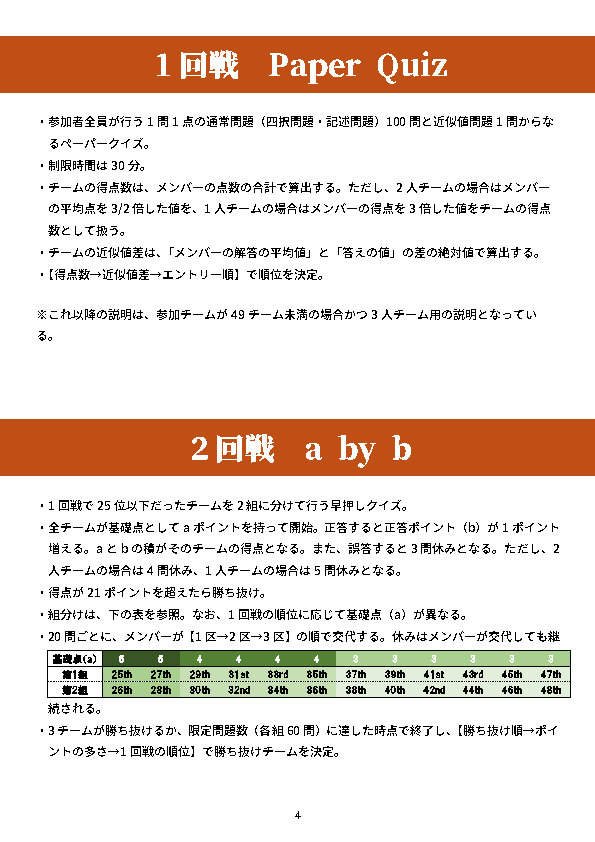 1回戦 Paper Quiz
・参加者全員が行う1問1点の通常問題（四択問題・記述問題）100問と近似値問題1問からな
るペーパークイズ。
・制限時間は30分。
・チームの得点数は、メンバーの点数の合計で算出する。ただし、2人チームの場合はメンバー
の平均点を3/2倍した値を、1人チームの場合はメンバーの得点を3倍した値をチームの得点
数として扱う。
・チームの近似値差は、「メンバーの解答の平均値」と「答えの値」の差の絶対値で算出する。
・【得点数→近似値差→エントリー順】で順位を決定。
※これ以降の説明は、参加チームが49チーム未満の場合かつ3人チーム用の説明となってい
る。
2回戦 a by b
・1回戦で25位以下だったチームを2組に分けて行う早押しクイズ。
・全チームが基礎点としてaポイントを持って開始。正答すると正答ポイント（b）が1ポイント
増える。aとbの積がそのチームの得点となる。また、誤答すると3問休みとなる。ただし、2
人チームの場合は4問休み、1人チームの場合は5問休みとなる。
・得点が21ポイントを超えたら勝ち抜け。
・組分けは、下の表を参照。なお、1回戦の順位に応じて基礎点（a）が異なる。
・20問ごとに、メンバーが【1区→2区→3区】の順で交代する。休みはメンバーが交代しても継
基礎点(a) 5 5 4 4 4 4 3 3 3 3 3 3
第1組 25th 27th 29th 31st 33rd 35th 37th 39th 41st 43rd 45th 47th
第2組 26th 28th 30th 32nd 34th 36th 38th 40th 42nd 44th 46th 48th
続される。
・3チームが勝ち抜けるか、限定問題数（各組60問）に達した時点で終了し、【勝ち抜け順→ポイ
ントの多さ→1回戦の順位】で勝ち抜けチームを決定。
4